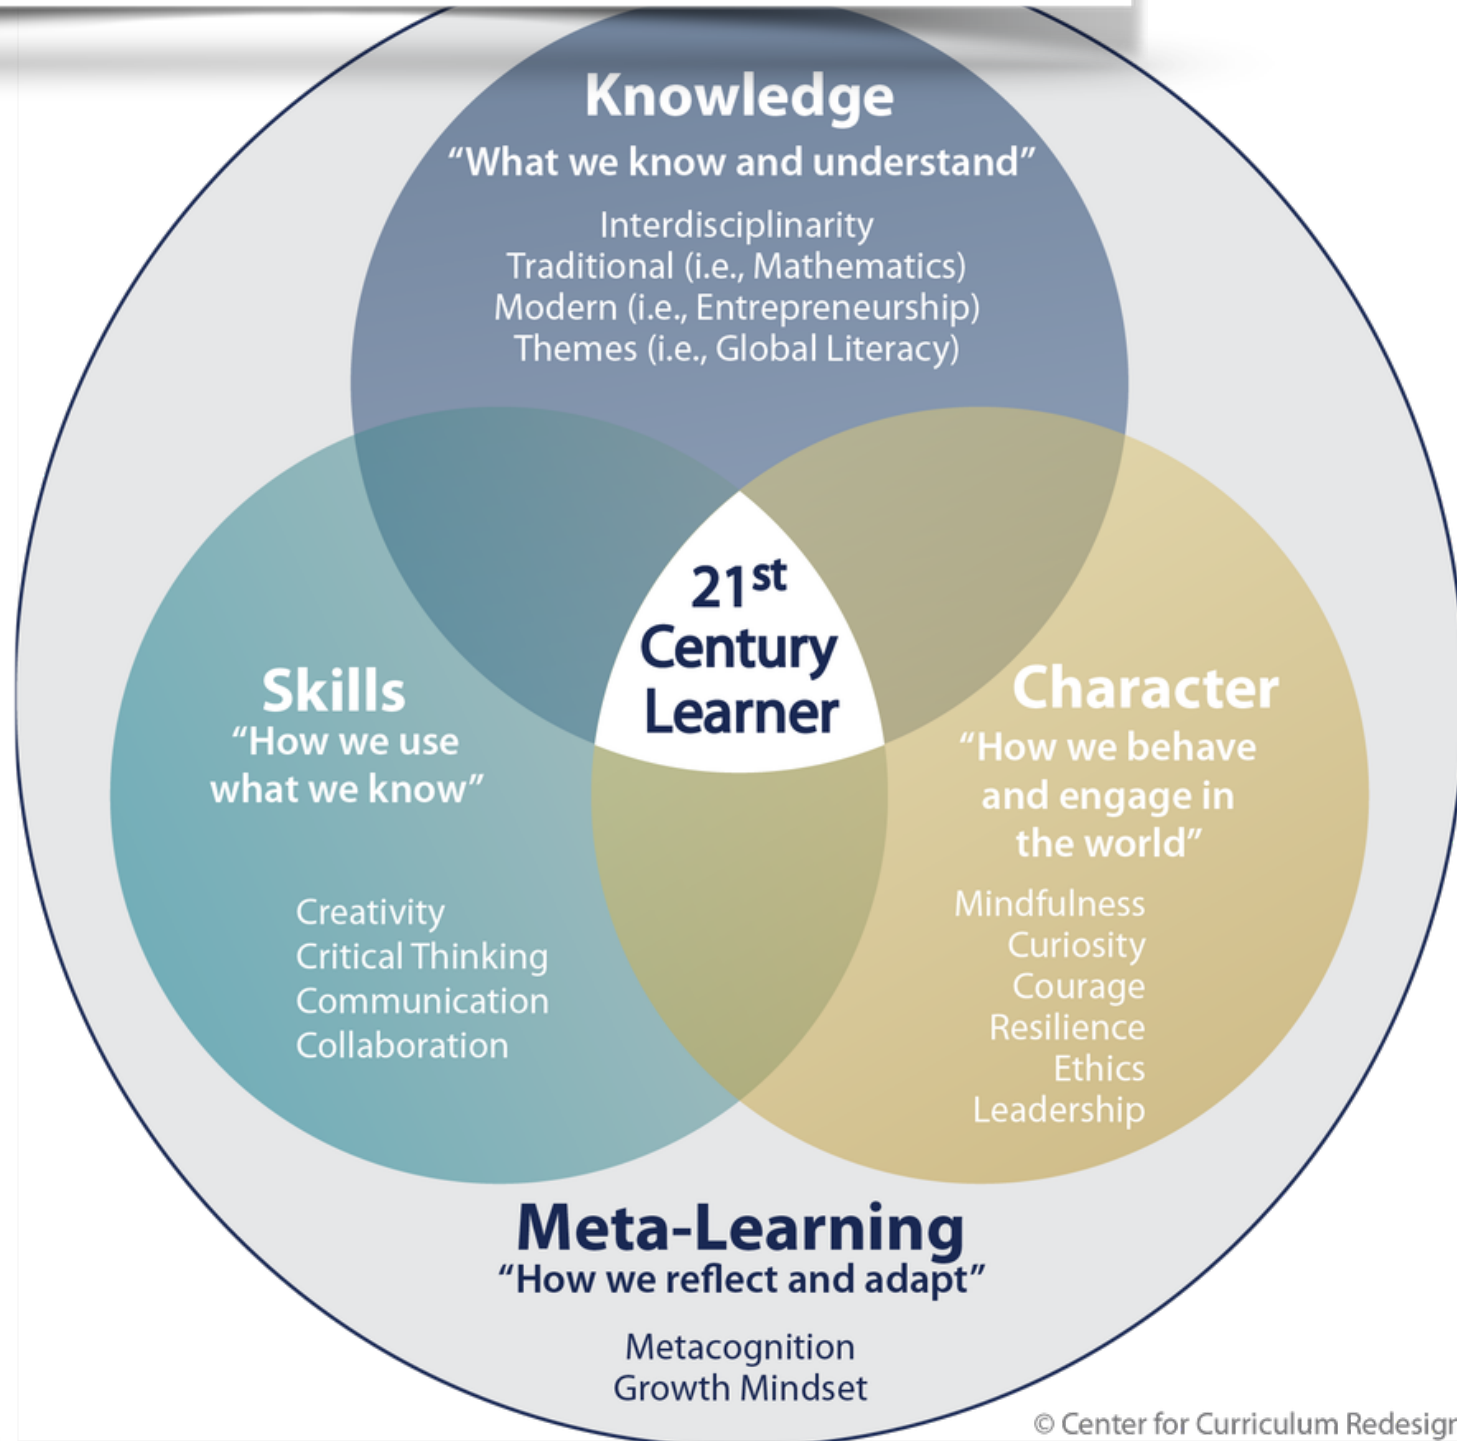 Knowledge
“What we know and understand”
Interdisciplinarity
Traditional (i.e., Mathematics)
Modern (i.e., Entrepreneurship)
Themes (i.e., Global Literacy)
21st
Century
Learner
Skills
“How we use
what we know”
Creativity
Critical Thinking
Communication
Collaboration
Character
“How we behave
and engage in
the world”
Mindfulness
Curiosity
Courage
Resilience
Ethics
Leadership
Meta-Learning
“How we reflect and adapt”
Metacognition
Growth Mindset
© Center for Curriculum Redesign